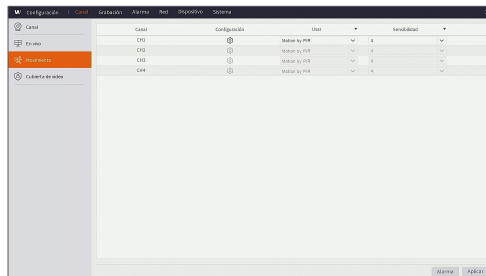 W Configuración | Canal Grabación Alarma Red Dispositivo Sistema
Canal
En vivo
Movimiento
Cubierta de video
Canal Configuración Usar Sensibilidad
CH1 Motion by PIR 4
CH2 Motion by PIR 4
CH3 Motion by PIR 4
CH4 Motion by PIR 4
Alarma Aplicar